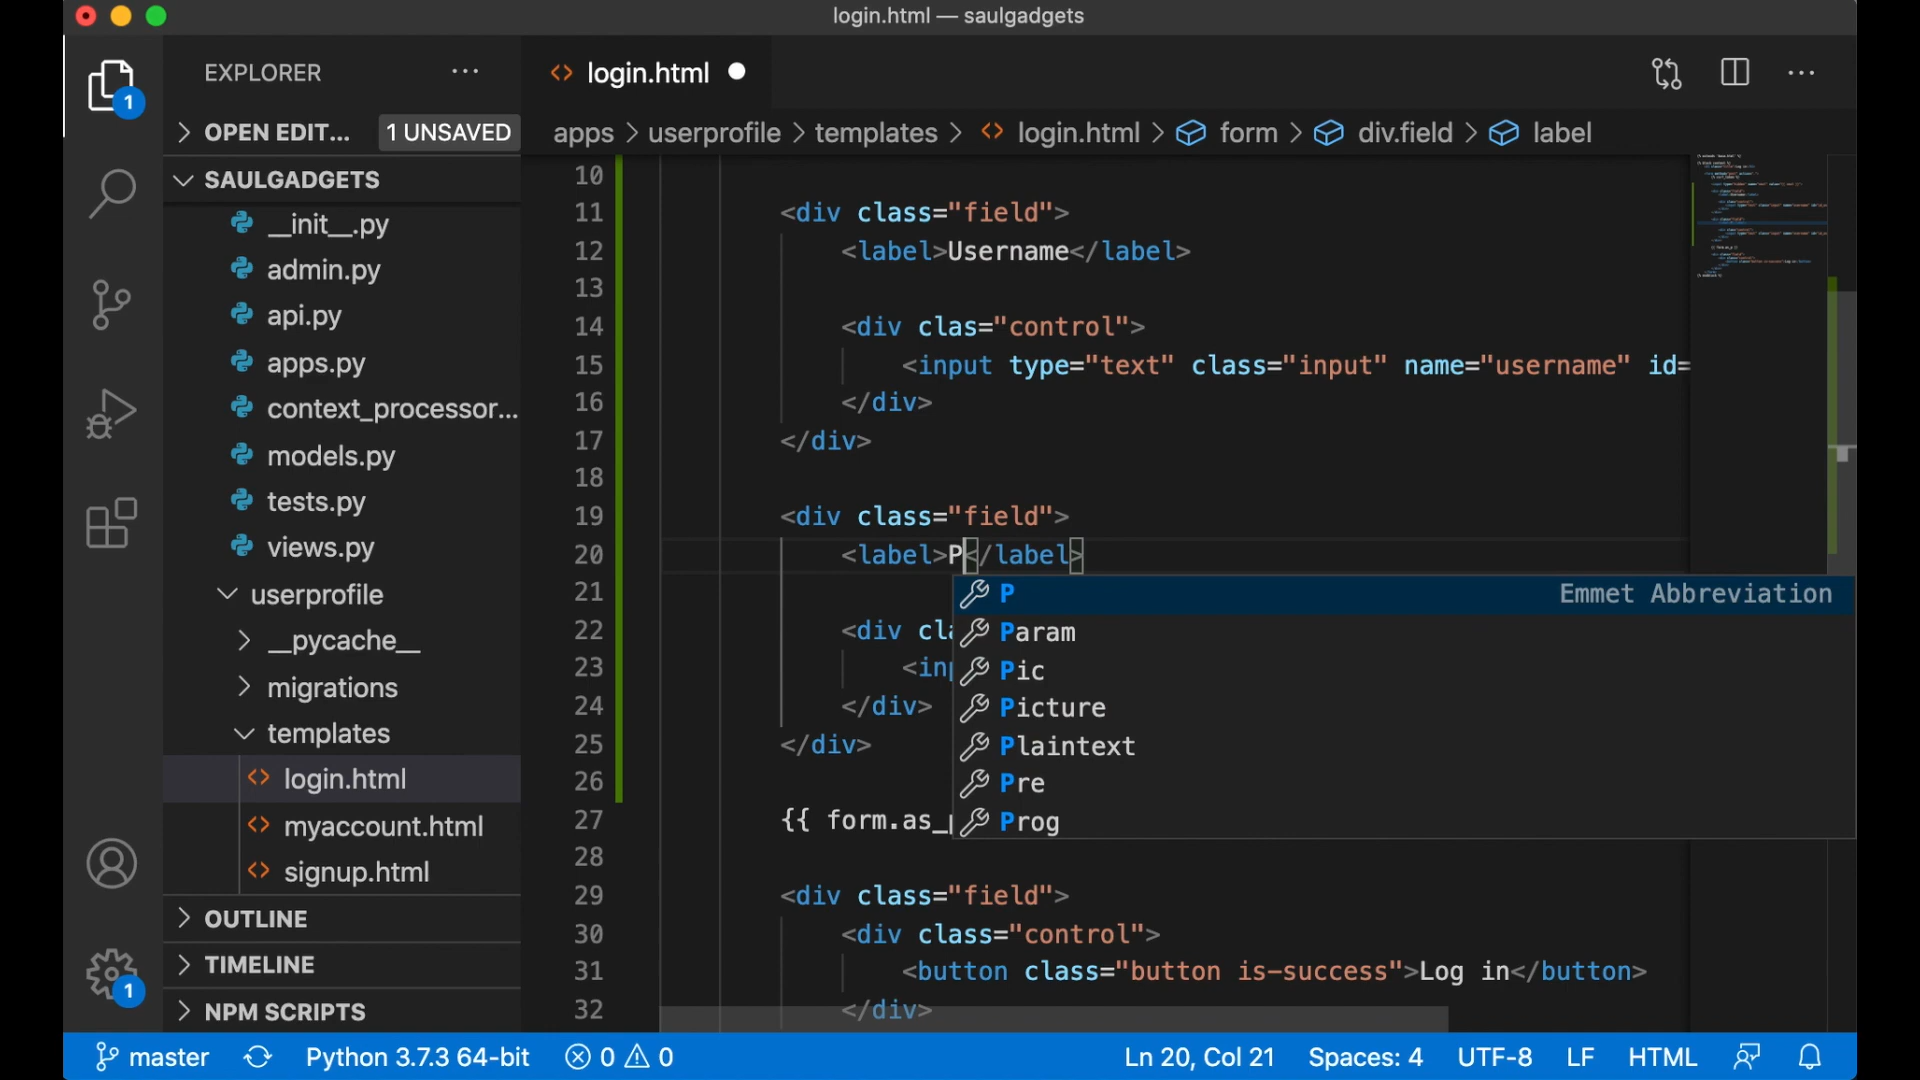 login.html — saulgadgets
EXPLORER
login.html
1
OPEN EDIT... 1 UNSAVED
apps > userprofile > templates > login.html > form > div.field > label
SAULGADGETS
__init__.py
admin.py
api.py
apps.py
context_processor...
models.py
tests.py
views.py
userprofile
__pycache__
migrations
templates
login.html
myaccount.html
signup.html
OUTLINE
TIMELINE
NPM SCRIPTS
1
10
11 <div class="field">
12 <label>Username</label>
13
14 <div clas="control">
15 <input type="text" class="input" name="username" id=
16 </div>
17 </div>
18
19 <div class="field">
20 <label>P</label>
21
22 <div cla
23 <inp
24 </div>
25 </div>
26
27 {{ form.as_p
28
29 <div class="field">
30 <div class="control">
31 <button class="button is-success">Log in</button>
32 </div>
P Emmet Abbreviation
Param
Pic
Picture
Plaintext
Pre
Prog
master Python 3.7.3 64-bit 0 0 Ln 20, Col 21 Spaces: 4 UTF-8 LF HTML